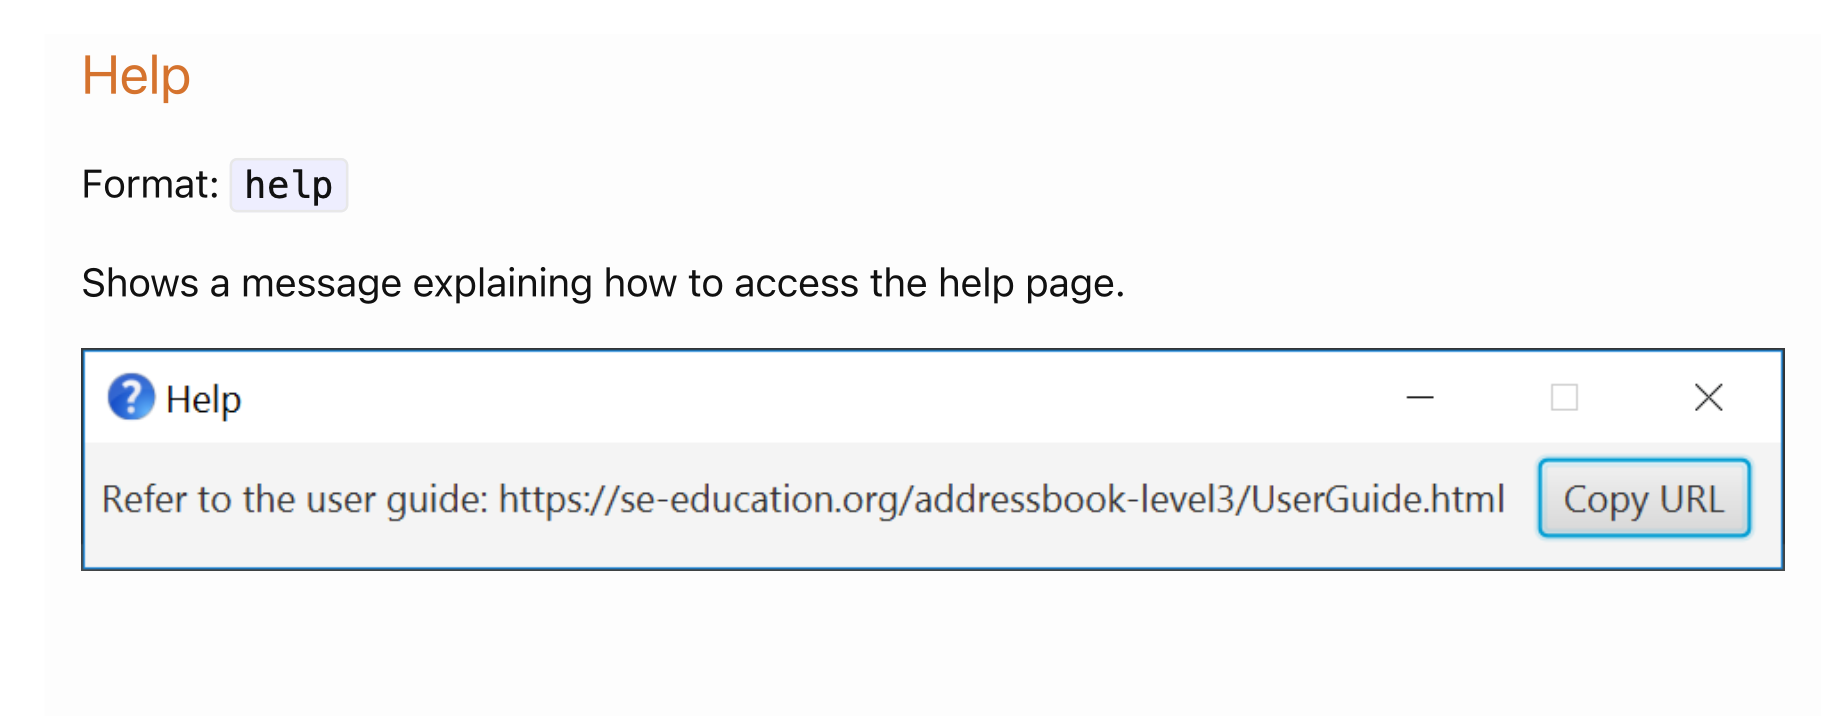 Help
Format: help
Shows a message explaining how to access the help page.
Help
Refer to the user guide: https://se-education.org/addressbook-level3/UserGuide.html Copy URL